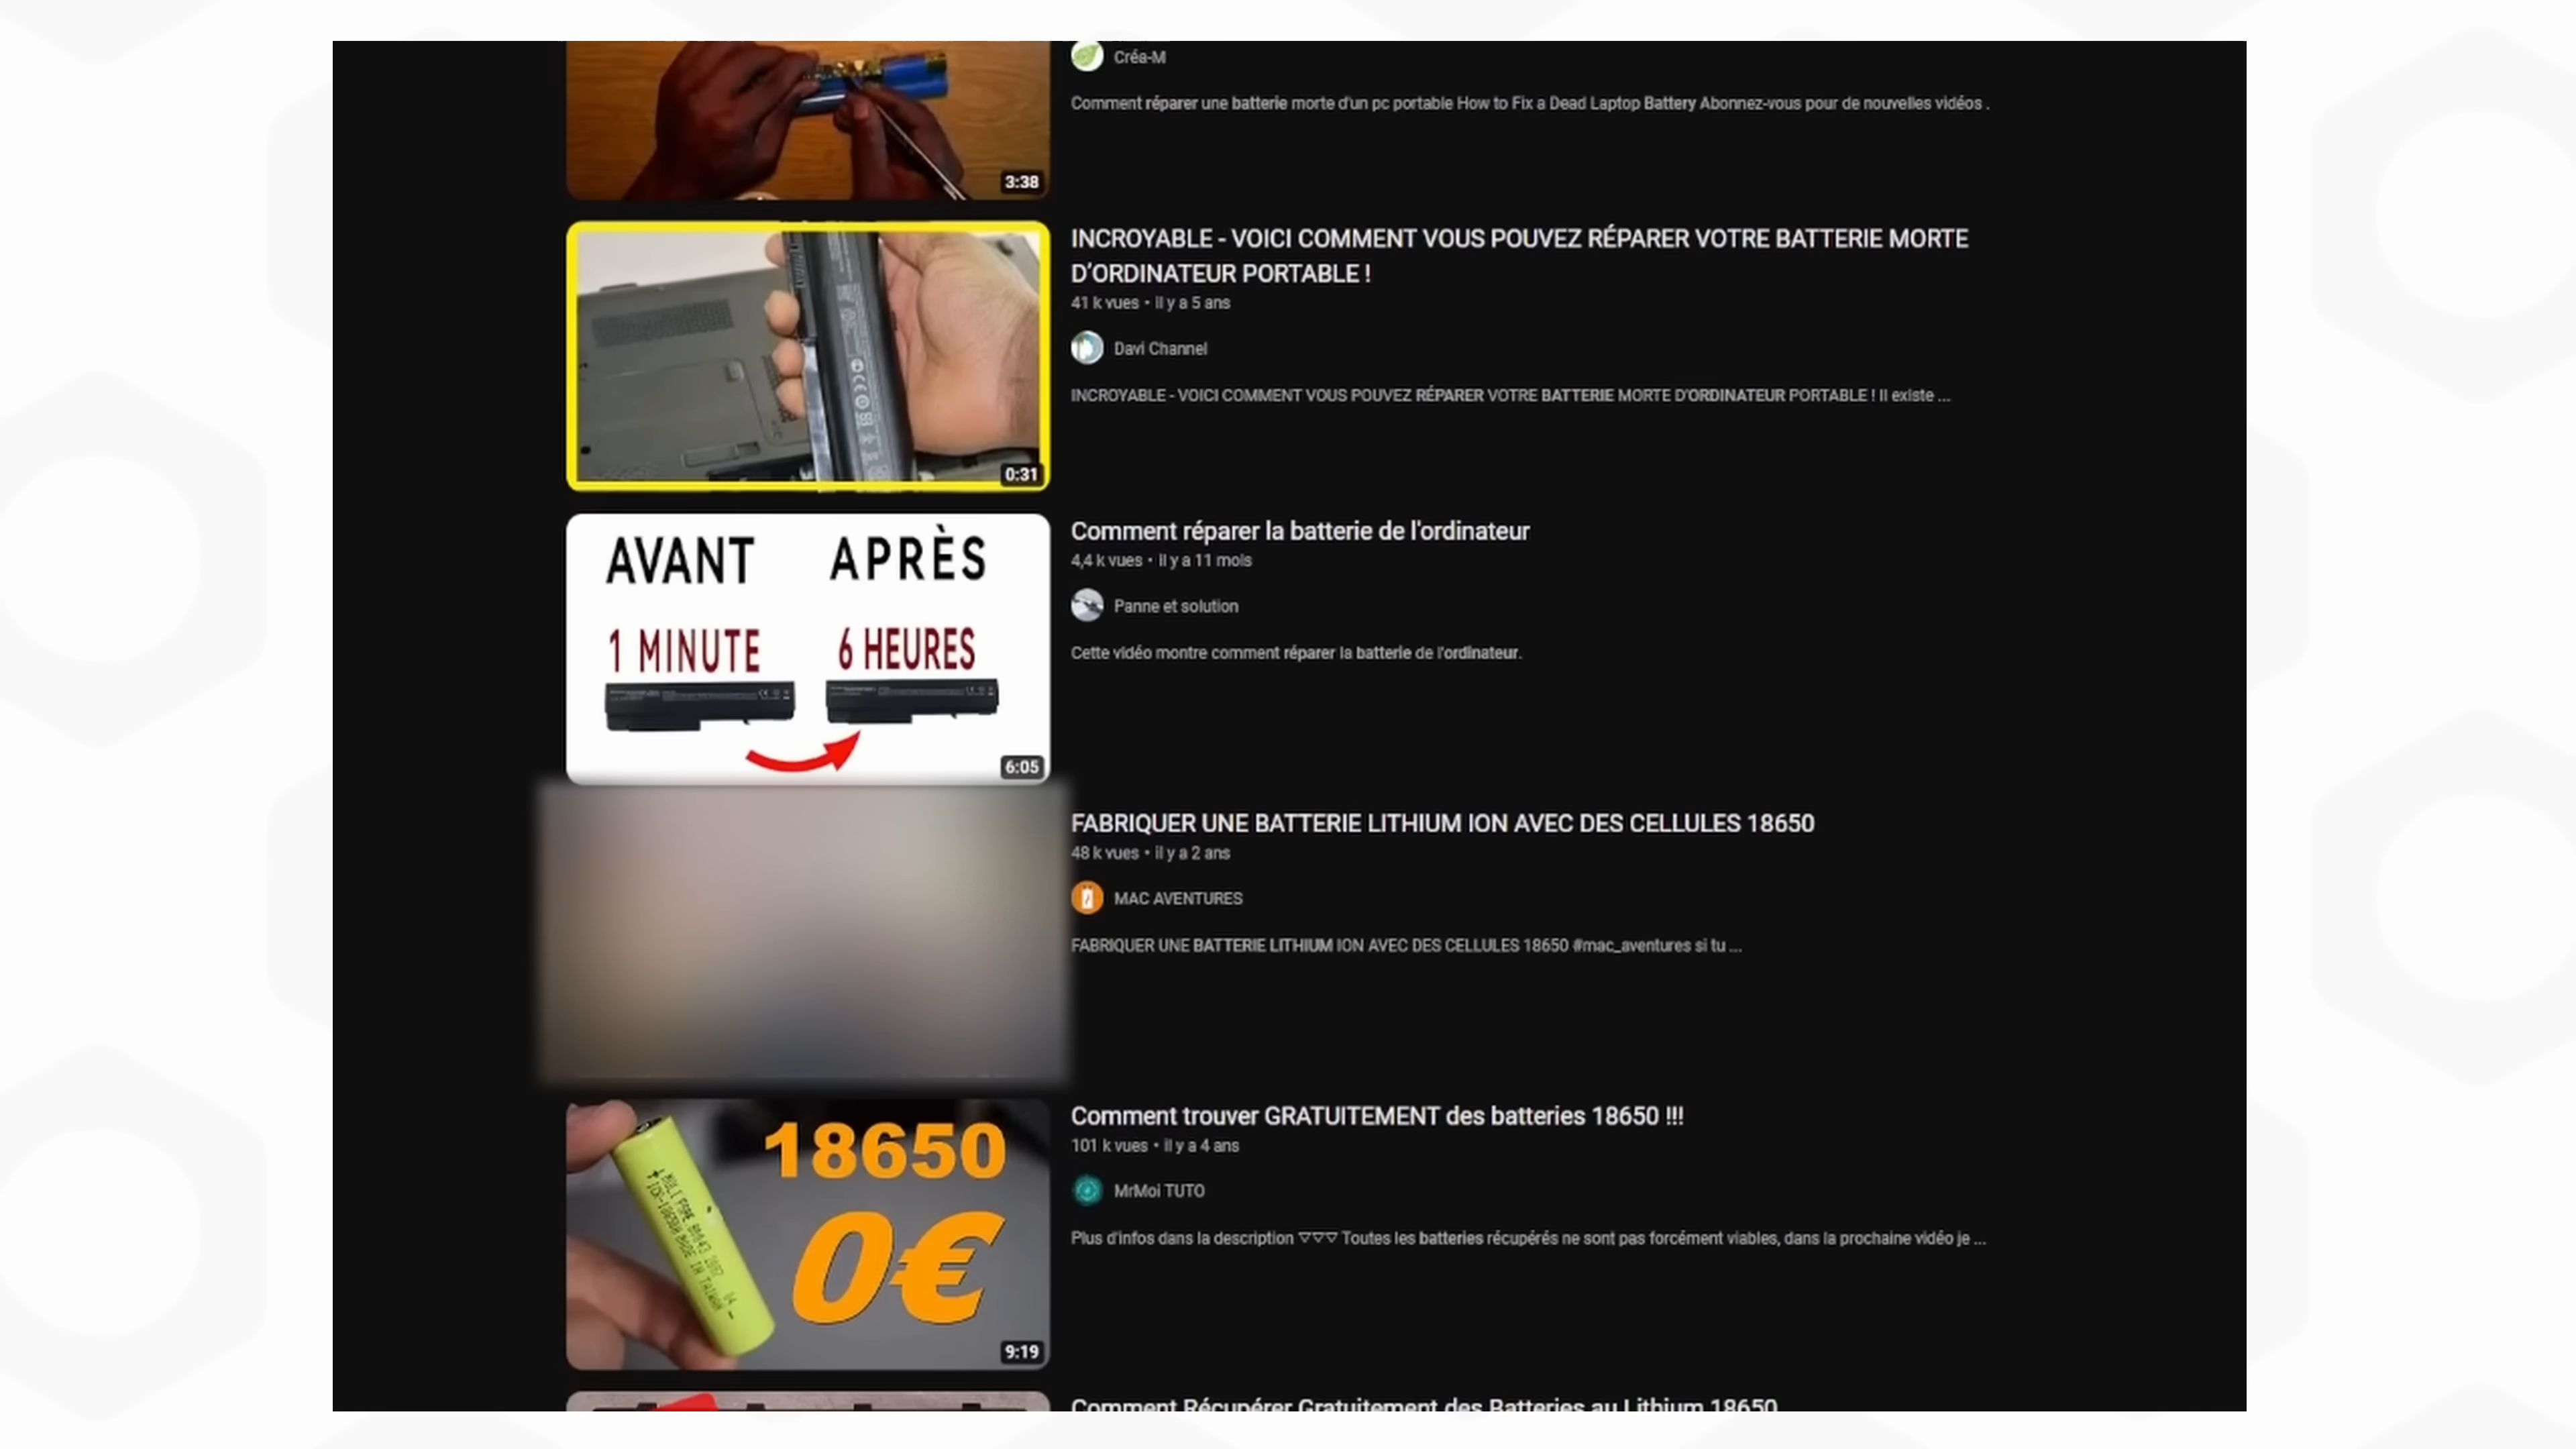 Créa-M
Comment réparer une batterie morte d'un pc portable How to Fix a Dead Laptop Battery Abonnez-vous pour de nouvelles vidéos .
3:38
INCROYABLE - VOICI COMMENT VOUS POUVEZ RÉPARER VOTRE BATTERIE MORTE
D'ORDINATEUR PORTABLE !
41 k vues • il y a 5 ans
Davi Channel
INCROYABLE - VOICI COMMENT VOUS POUVEZ RÉPARER VOTRE BATTERIE MORTE D'ORDINATEUR PORTABLE ! Il existe ...
0:31
AVANT APRÈS
1 MINUTE 6 HEURES
6:05
Comment réparer la batterie de l'ordinateur
4,4 k vues • il y a 11 mois
Panne et solution
Cette vidéo montre comment réparer la batterie de l'ordinateur.
FABRIQUER UNE BATTERIE LITHIUM ION AVEC DES CELLULES 18650
48 k vues • il y a 2 ans
MAC AVENTURES
FABRIQUER UNE BATTERIE LITHIUM ION AVEC DES CELLULES 18650 #mac_aventures si tu ...
18650
0€
MADE IN TAIWAN
9:19
Comment trouver GRATUITEMENT des batteries 18650 !!!
101 k vues • il y a 4 ans
MrMoi TUTO
Plus d'infos dans la description ▽▽▽ Toutes les batteries récupérés ne sont pas forcément viables, dans la prochaine vidéo je ...
Comment Récupérer Gratuitement des Batteries au Lithium 18650